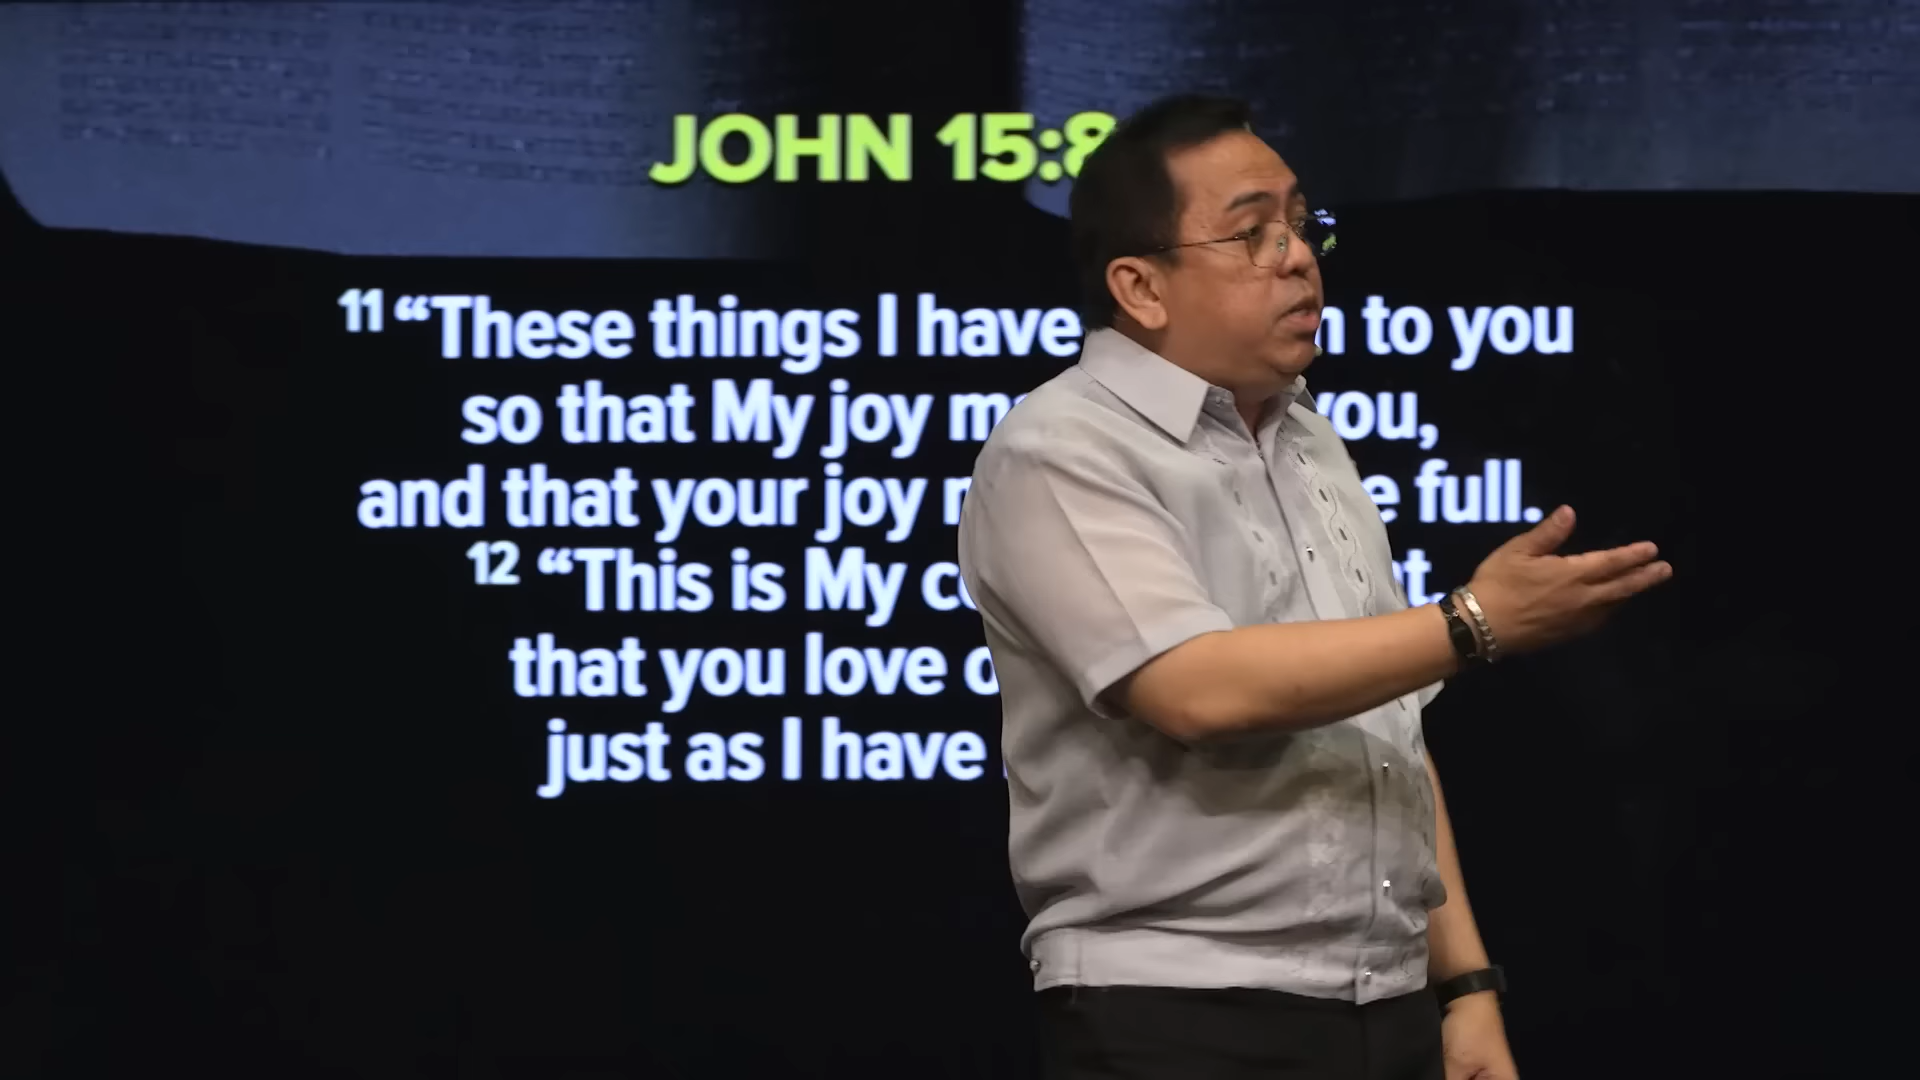 JOHN 15:8
11 “These things I have to you
so that My joy you,
and that your joy full.
12 “This is My
that you love
just as I have